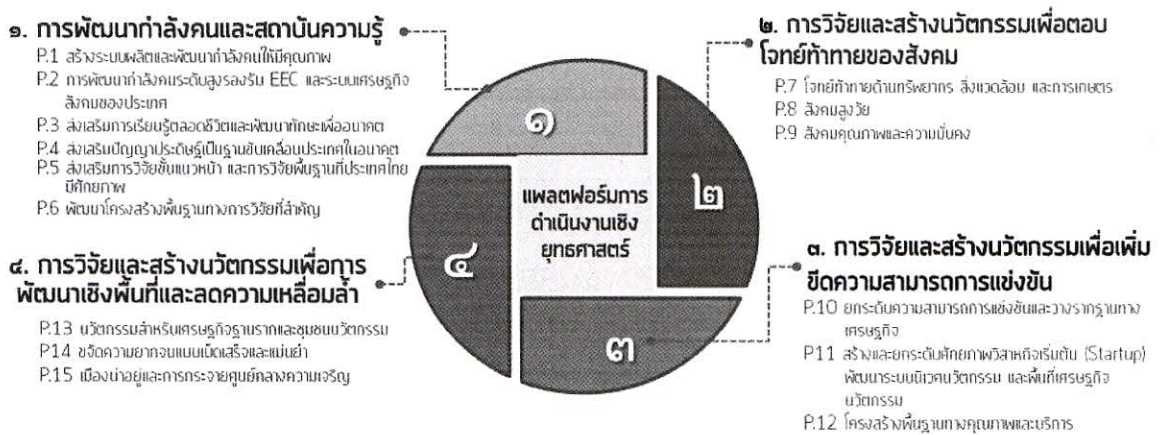 ๑. การพัฒนากำลังคนและสถาบันความรู้
P.1 สร้างระบบผลิตและพัฒนากำลังคนให้มีคุณภาพ
P.2 การพัฒนากำลังคนระดับสูงรองรับ EEC และระบบเศรษฐกิจ
สังคมของประเทศ
P.3 ส่งเสริมการเรียนรู้ตลอดชีวิตและพัฒนาทักษะเพื่ออนาคต
P.4 ส่งเสริมปัญญาประดิษฐ์เป็นฐานขับเคลื่อนประเทศในอนาคต
P.5 ส่งเสริมการวิจัยขั้นแนวหน้า และการวิจัยพื้นฐานที่ประเทศไทย
มีศักยภาพ
P.6 พัฒนาโครงสร้างพื้นฐานทางการวิจัยที่สำคัญ
๒. การวิจัยและสร้างนวัตกรรมเพื่อตอบ
โจทย์ท้าทายของสังคม
P.7 โจทย์ท้าทายด้านทรัพยากร สิ่งแวดล้อม และการเกษตร
P.8 สังคมสูงวัย
P.9 สังคมคุณภาพและความมั่นคง
๑
๒
๓
๔
แพลตฟอร์มการ
ดำเนินงานเชิง
ยุทธศาสตร์
๓. การวิจัยและสร้างนวัตกรรมเพื่อเพิ่ม
ขีดความสามารถการแข่งขัน
P.10 ยกระดับความสามารถการแข่งขันและวางรากฐานทาง
เศรษฐกิจ
P11 สร้างและยกระดับศักยภาพวิสาหกิจเริ่มต้น (Startup)
พัฒนาระบบนิเวศนวัตกรรม และพื้นที่เศรษฐกิจ
นวัตกรรม
P.12 โครงสร้างพื้นฐานทางคุณภาพและบริการ
๔. การวิจัยและสร้างนวัตกรรมเพื่อการ
พัฒนาเชิงพื้นที่และลดความเหลื่อมล้ำ
P.13 นวัตกรรมสำหรับเศรษฐกิจฐานรากและชุมชนนวัตกรรม
P14 ขจัดความยากจนแบบเบ็ดเสร็จและแม่นยำ
P.15 เมืองน่าอยู่และการกระจายศูนย์กลางความเจริญ